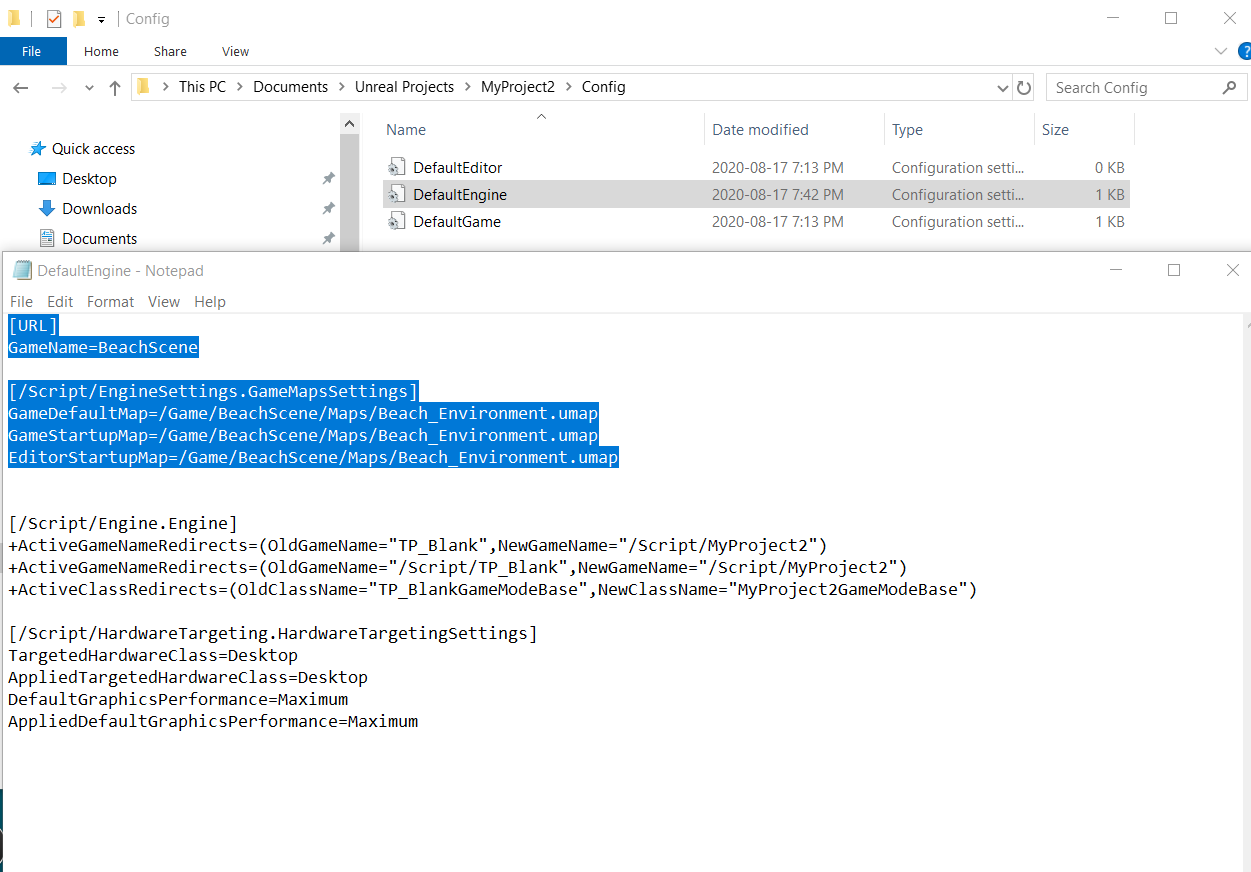 Config
File Home Share View
This PC Documents Unreal Projects MyProject2 Config
Search Config
Name Date modified Type Size
Quick access
Desktop
Downloads
Documents
DefaultEditor 2020-08-17 7:13 PM Configuration setti... 0 KB
DefaultEngine 2020-08-17 7:42 PM Configuration setti... 1 KB
DefaultGame 2020-08-17 7:13 PM Configuration setti... 1 KB
DefaultEngine - Notepad
File Edit Format View Help
[URL]
GameName=BeachScene
[/Script/EngineSettings.GameMapsSettings]
GameDefaultMap=/Game/BeachScene/Maps/Beach_Environment.umap
GameStartupMap=/Game/BeachScene/Maps/Beach_Environment.umap
EditorStartupMap=/Game/BeachScene/Maps/Beach_Environment.umap
[/Script/Engine.Engine]
+ActiveGameNameRedirects=(OldGameName="TP_Blank",NewGameName="/Script/MyProject2")
+ActiveGameNameRedirects=(OldGameName="/Script/TP_Blank",NewGameName="/Script/MyProject2")
+ActiveClassRedirects=(OldClassName="TP_BlankGameModeBase",NewClassName="MyProject2GameModeBase")
[/Script/HardwareTargeting.HardwareTargetingSettings]
TargetedHardwareClass=Desktop
AppliedTargetedHardwareClass=Desktop
DefaultGraphicsPerformance=Maximum
AppliedDefaultGraphicsPerformance=Maximum